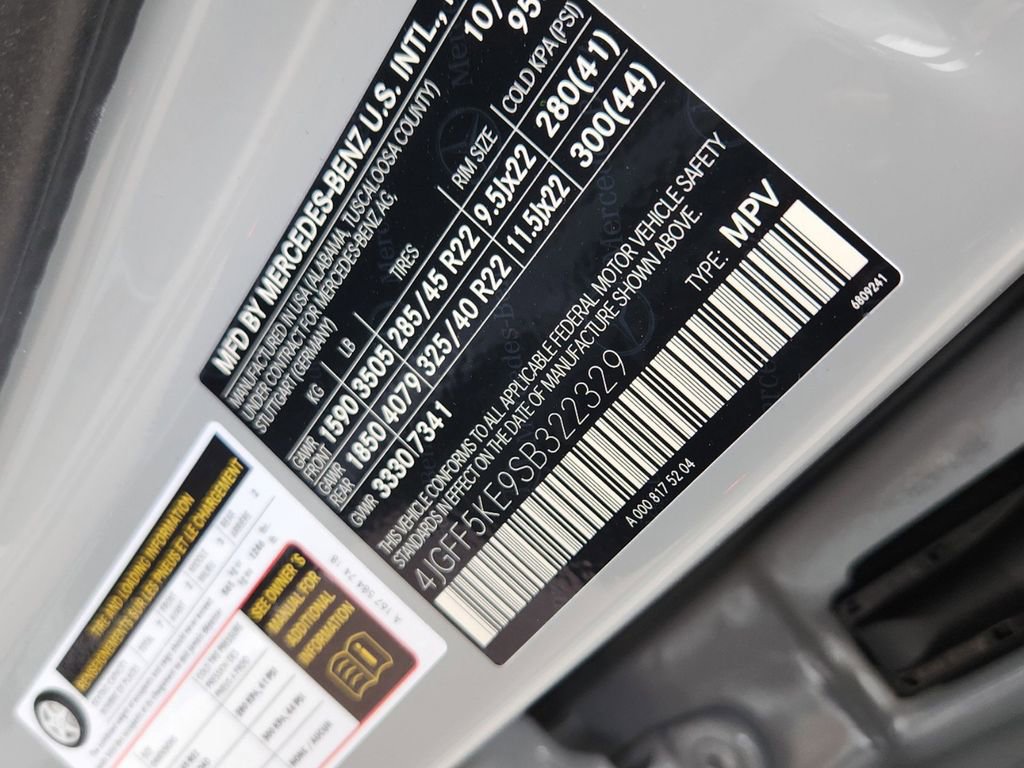 MFD BY MERCEDES-BENZ U.S. INTL.,
10/
95
MANUFACTURED IN USA (ALABAMA, TUSCALOOSA COUNTY)
UNDER CONTRACT FOR MERCEDES-BENZ AG,
STUTTGART (GERMANY)
KG LB TIRES RIM SIZE COLD KPA (PSI)
GAWR FRONT 1590 3505 285/45 R22 9.5Jx22 280(41)
GAWR REAR 1850 4079 325/40 R22 11.5Jx22 300(44)
GVWR 3330 7341
THIS VEHICLE CONFORMS TO ALL APPLICABLE FEDERAL MOTOR VEHICLE SAFETY
STANDARDS IN EFFECT ON THE DATE OF MANUFACTURE SHOWN ABOVE.
4JGFF5KE9SB322329 TYPE: MPV
A 000 817 52 04
6809241
TIRE AND LOADING INFORMATION
RENSEIGNEMENTS SUR LES PNEUS ET LE CHARGEMENT
SEE OWNER'S
MANUAL FOR
ADDITIONAL
INFORMATION